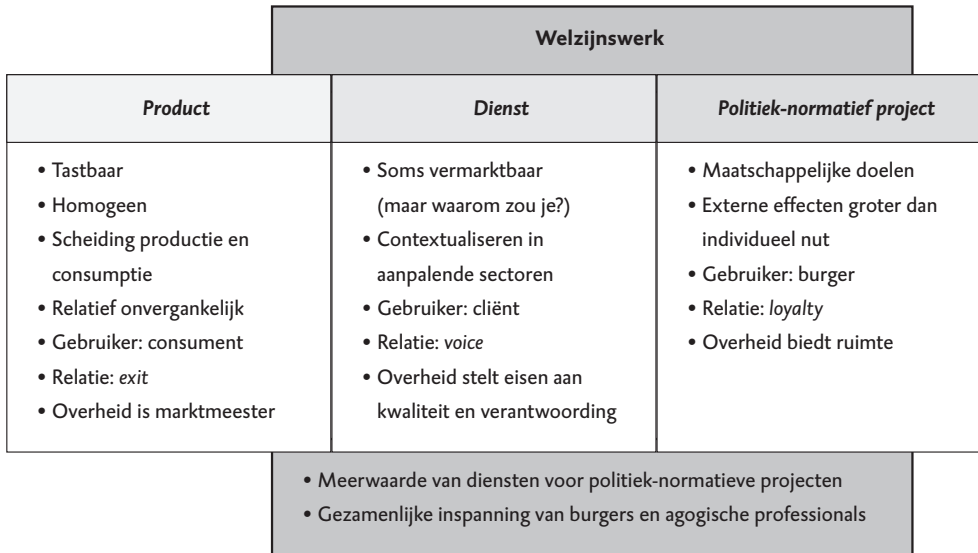 Welzijnswerk
Product
• Tastbaar
• Homogeen
• Scheiding productie en
consumptie
• Relatief onvergankelijk
• Gebruiker: consument
• Relatie: exit
• Overheid is marktmeester
Dienst
• Soms vermarktbaar
(maar waarom zou je?)
• Contextualiseren in
aanpalende sectoren
• Gebruiker: cliënt
• Relatie: voice
• Overheid stelt eisen aan
kwaliteit en verantwoording
Politiek-normatief project
• Maatschappelijke doelen
• Externe effecten groter dan
individueel nut
• Gebruiker: burger
• Relatie: loyalty
• Overheid biedt ruimte
• Meerwaarde van diensten voor politiek-normatieve projecten
• Gezamenlijke inspanning van burgers en agogische professionals